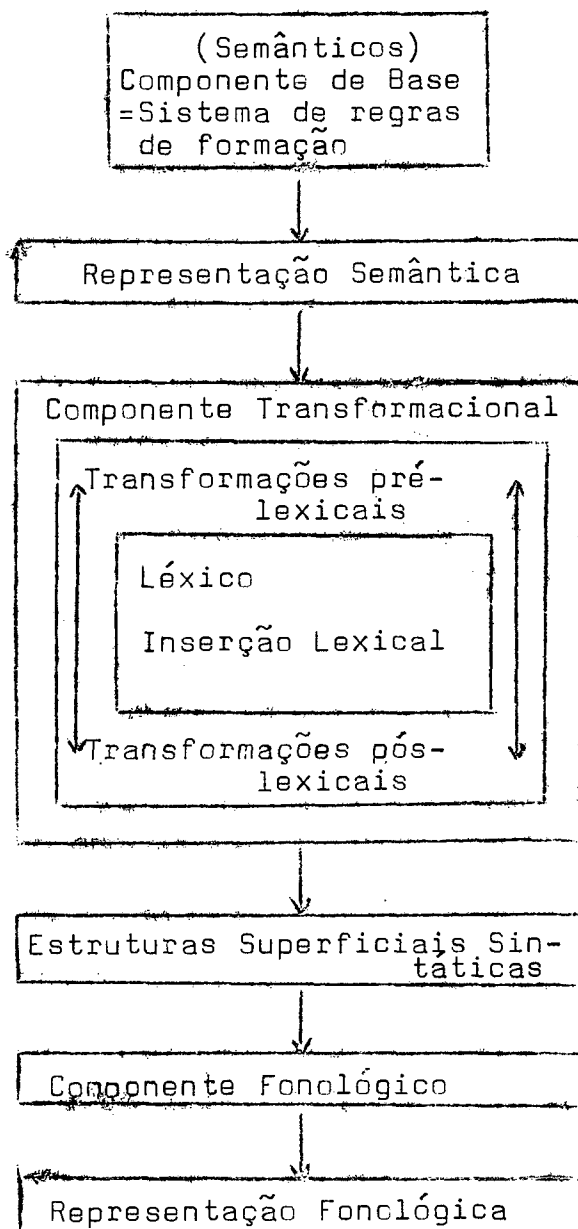 (Semânticos)
Componente de Base
=Sistema de regras
de formação
Representação Semântica
Componente Transformacional
Transformações pré-
lexicais
Léxico
Inserção Lexical
Transformações pós-
lexicais
Estruturas Superficiais Sin-
táticas
Componente Fonológico
Representação Fonológica